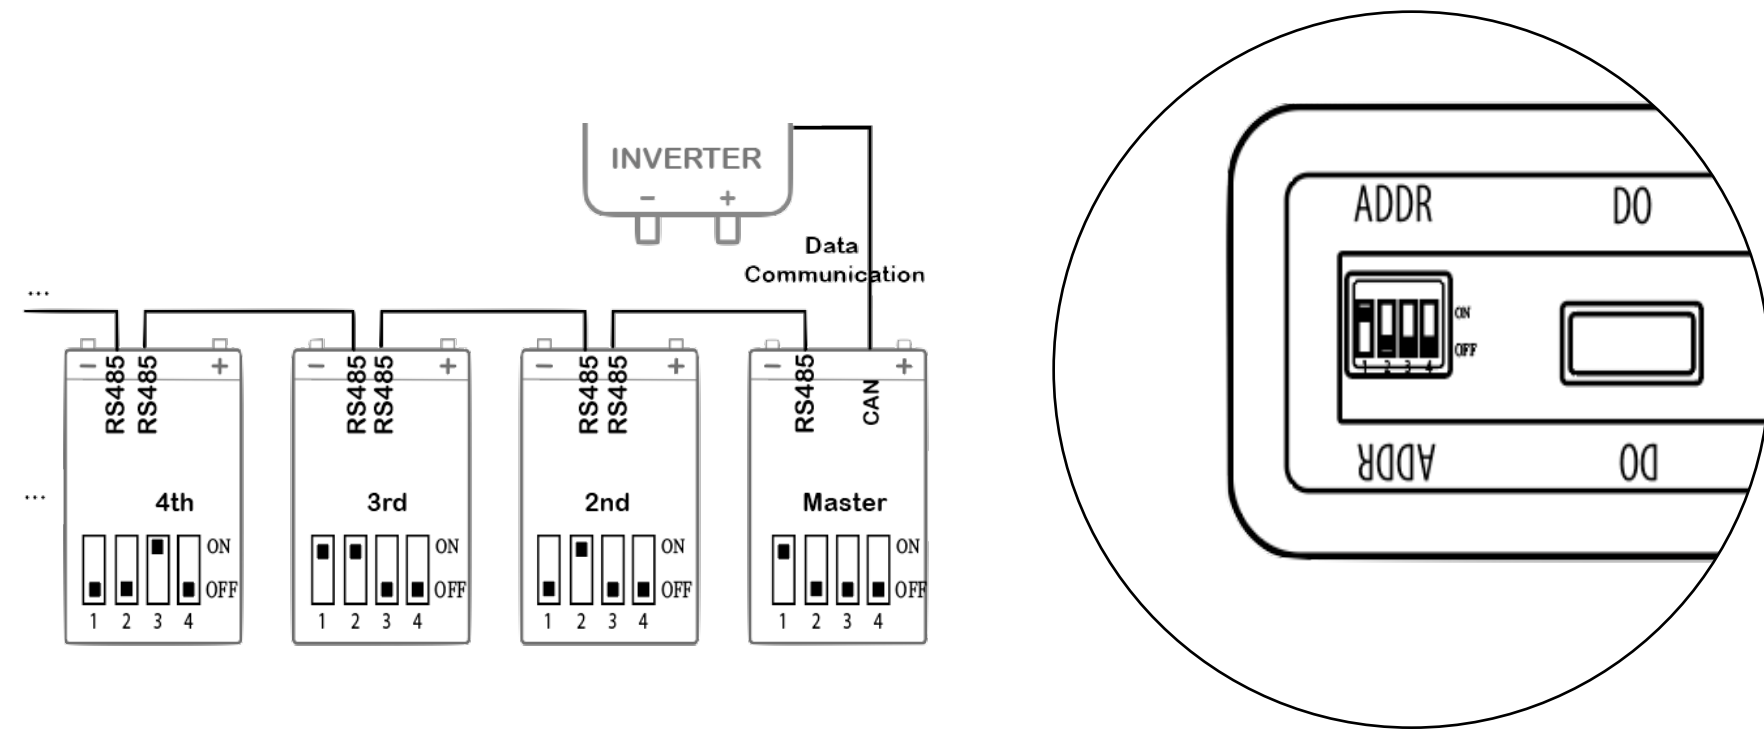 INVERTER
- +
Data
Communication
...
- RS485 RS485 +
- RS485 RS485 +
- RS485 RS485 +
- RS485 CAN +
...
4th
ON
OFF
1 2 3 4
3rd
ON
OFF
1 2 3 4
2nd
ON
OFF
1 2 3 4
Master
ON
OFF
1 2 3 4
ADDR DO
ON
OFF
1 2 3 4
ADDR DO